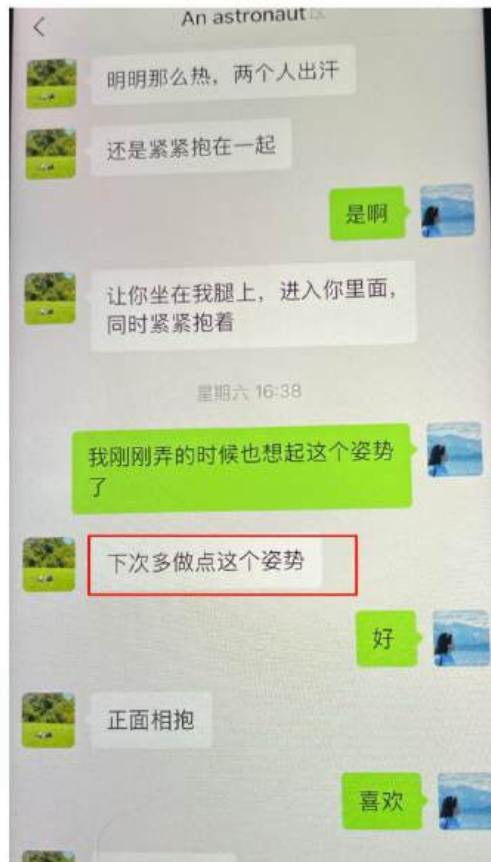 An astronaut
明明那么热，两个人出汗
还是紧紧抱在一起
是啊
让你坐在我腿上，进入你里面，
同时紧紧抱着
星期六 16:38
我刚刚弄的时候也想起这个姿势
了
下次多做点这个姿势
好
正面相抱
喜欢